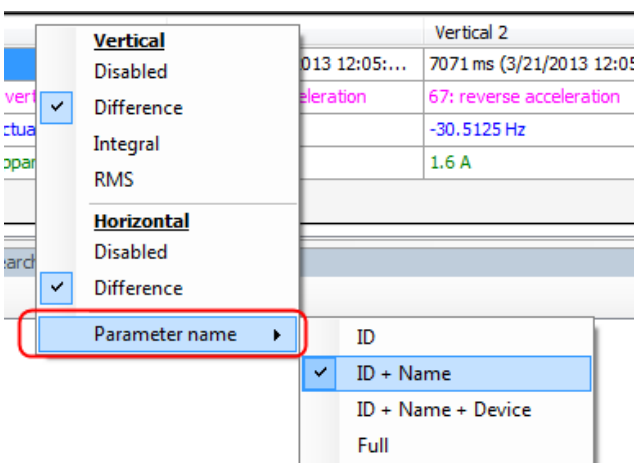 Vertical 2
Vertical
013 12:05:...
7071 ms (3/21/2013 12:05
Disabled
vert
eleration
67: reverse acceleration
Difference
ctua
-30.5125 Hz
Integral
opar
1.6 A
RMS
Horizontal
Disabled
earch
Difference
Parameter name
ID
ID + Name
ID + Name + Device
Full